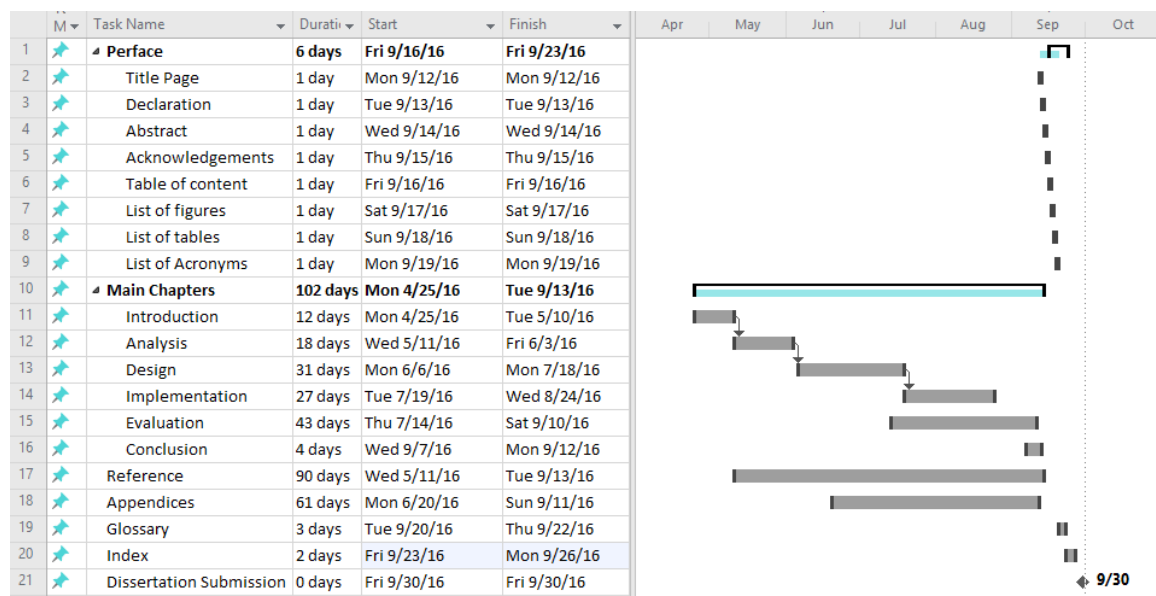 M Task Name Durati Start Finish Apr May Jun Jul Aug Sep Oct
1 Perface 6 days Fri 9/16/16 Fri 9/23/16
2 Title Page 1 day Mon 9/12/16 Mon 9/12/16
3 Declaration 1 day Tue 9/13/16 Tue 9/13/16
4 Abstract 1 day Wed 9/14/16 Wed 9/14/16
5 Acknowledgements 1 day Thu 9/15/16 Thu 9/15/16
6 Table of content 1 day Fri 9/16/16 Fri 9/16/16
7 List of figures 1 day Sat 9/17/16 Sat 9/17/16
8 List of tables 1 day Sun 9/18/16 Sun 9/18/16
9 List of Acronyms 1 day Mon 9/19/16 Mon 9/19/16
10 Main Chapters 102 days Mon 4/25/16 Tue 9/13/16
11 Introduction 12 days Mon 4/25/16 Tue 5/10/16
12 Analysis 18 days Wed 5/11/16 Fri 6/3/16
13 Design 31 days Mon 6/6/16 Mon 7/18/16
14 Implementation 27 days Tue 7/19/16 Wed 8/24/16
15 Evaluation 43 days Thu 7/14/16 Sat 9/10/16
16 Conclusion 4 days Wed 9/7/16 Mon 9/12/16
17 Reference 90 days Wed 5/11/16 Tue 9/13/16
18 Appendices 61 days Mon 6/20/16 Sun 9/11/16
19 Glossary 3 days Tue 9/20/16 Thu 9/22/16
20 Index 2 days Fri 9/23/16 Mon 9/26/16
21 Dissertation Submission 0 days Fri 9/30/16 Fri 9/30/16 9/30